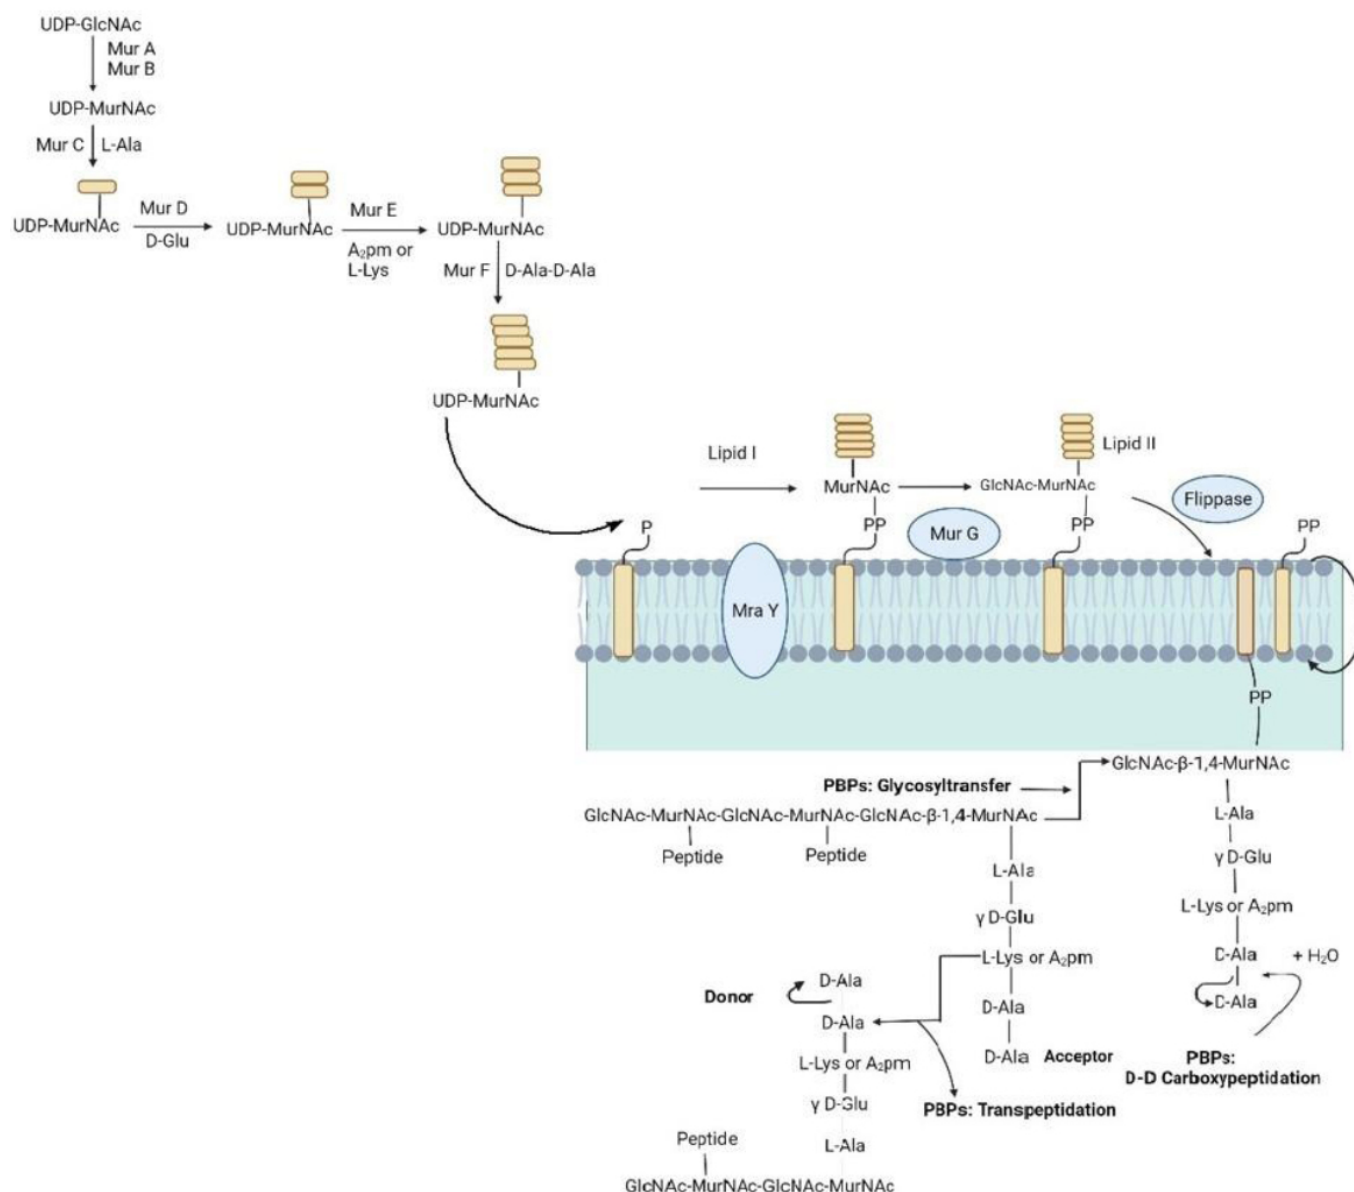 UDP-GlcNAc
Mur A
Mur B
UDP-MurNAc
Mur C
L-Ala
UDP-MurNAc
Mur D
D-Glu
UDP-MurNAc
Mur E
A₂pm or
L-Lys
UDP-MurNAc
Mur F
D-Ala-D-Ala
UDP-MurNAc
Lipid I
MurNAc
GlcNAc-MurNAc
Lipid II
Flippase
P
PP
Mur G
PP
PP
Mra Y
PP
GlcNAc-β-1,4-MurNAc
PBPs: Glycosyltransfer
GlcNAc-MurNAc-GlcNAc-MurNAc-GlcNAc-β-1,4-MurNAc
Peptide
Peptide
L-Ala
γ D-Glu
L-Lys or A₂pm
D-Ala
D-Ala
Acceptor
L-Ala
γ D-Glu
L-Lys or A₂pm
D-Ala
+ H₂O
D-Ala
PBPs:
D-D Carboxypeptidation
Donor
D-Ala
D-Ala
L-Lys or A₂pm
γ D-Glu
L-Ala
PBPs: Transpeptidation
Peptide
GlcNAc-MurNAc-GlcNAc-MurNAc